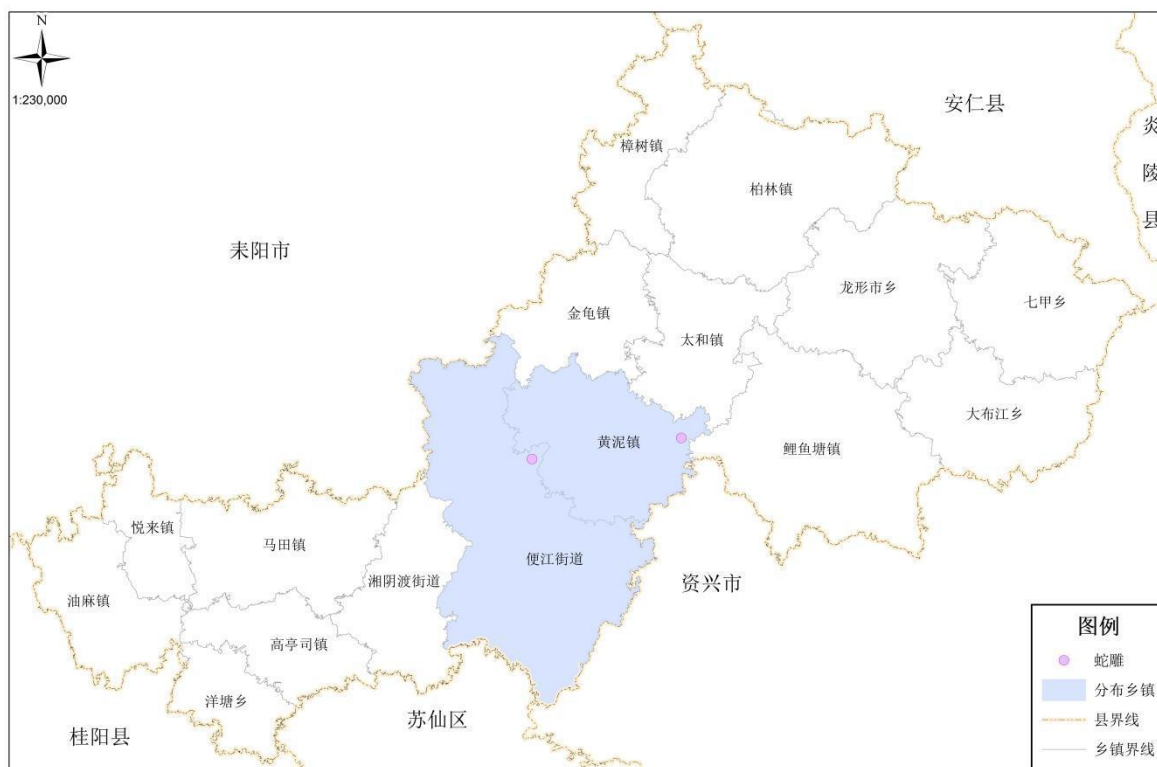 N
1:230,000
安仁县
炎陵县
樟树镇
柏林镇
耒阳市
龙形市乡
七甲乡
金龟镇
太和镇
大布江乡
黄泥镇
鲤鱼塘镇
悦来镇
马田镇
便江街道
湘阴渡街道
资兴市
油麻镇
高亭司镇
洋塘乡
苏仙区
桂阳县
图例
蛇雕
分布乡镇
县界线
乡镇界线